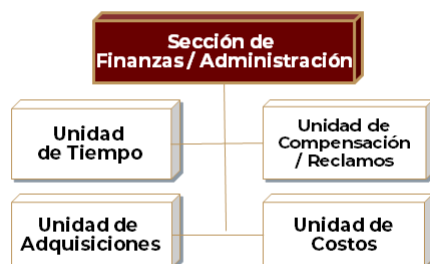 Sección de
Finanzas / Administración
Unidad
de Tiempo
Unidad de
Compensación
/ Reclamos
Unidad de
Adquisiciones
Unidad de
Costos